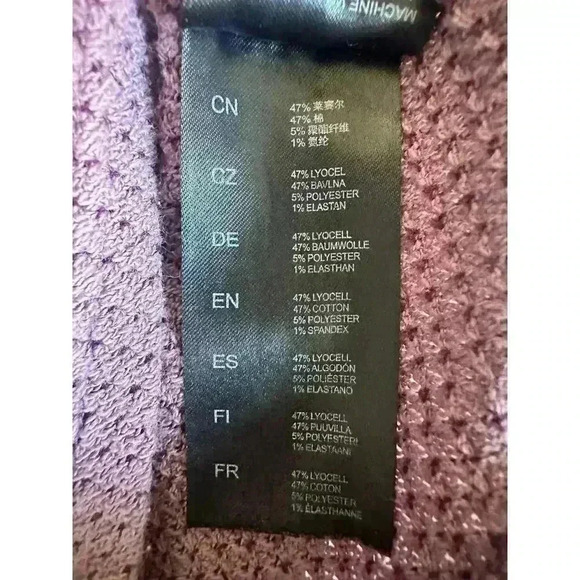 MACHINE
CN
47% 莱赛尔
47% 棉
5% 聚酯纤维
1% 氨纶
CZ
47% LYOCEL
47% BAVLNA
5% POLYESTER
1% ELASTAN
DE
47% LYOCELL
47% BAUMWOLLE
5% POLYESTER
1% ELASTHAN
EN
47% LYOCELL
47% COTTON
5% POLYESTER
1% SPANDEX
ES
47% LYOCELL
47% ALGODÓN
5% POLIÉSTER
1% ELASTANO
FI
47% LYOCELL
47% PUUVILLA
5% POLYESTERI
1% ELASTAANI
FR
47% LYOCELL
47% COTON
5% POLYESTER
1% ÉLASTHANNE